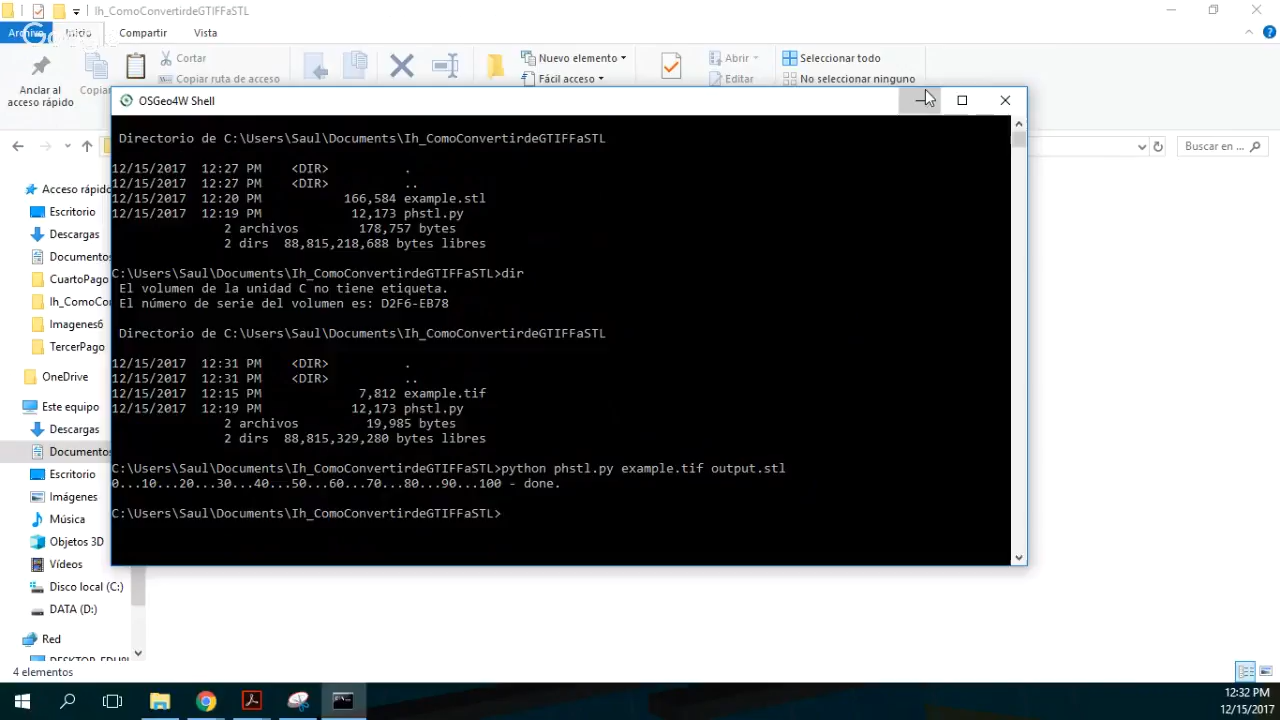 Ih_ComoConvertirdeGTIFFaSTL
Archivo Inicio Compartir Vista
Cortar
Copiar ruta de acceso
Nuevo elemento
Fácil acceso
Abrir
Editar
Seleccionar todo
No seleccionar ninguno
Anclar al
acceso rápido
Copiar
OSGeo4W Shell
Buscar en ...
Directorio de C:\Users\Saul\Documents\Ih_ComoConvertirdeGTIFFaSTL
12/15/2017  12:27 PM    <DIR>          .
12/15/2017  12:27 PM    <DIR>          ..
12/15/2017  12:20 PM           166,584 example.stl
12/15/2017  12:19 PM            12,173 phstl.py
2 archivos        178,757 bytes
2 dirs  88,815,218,688 bytes libres
C:\Users\Saul\Documents\Ih_ComoConvertirdeGTIFFaSTL>dir
El volumen de la unidad C no tiene etiqueta.
El número de serie del volumen es: D2F6-EB78
Directorio de C:\Users\Saul\Documents\Ih_ComoConvertirdeGTIFFaSTL
12/15/2017  12:31 PM    <DIR>          .
12/15/2017  12:31 PM    <DIR>          ..
12/15/2017  12:15 PM             7,812 example.tif
12/15/2017  12:19 PM            12,173 phstl.py
2 archivos         19,985 bytes
2 dirs  88,815,329,280 bytes libres
C:\Users\Saul\Documents\Ih_ComoConvertirdeGTIFFaSTL>python phstl.py example.tif output.stl
0...10...20...30...40...50...60...70...80...90...100 - done.
C:\Users\Saul\Documents\Ih_ComoConvertirdeGTIFFaSTL>
Acceso rápido
Escritorio
Descargas
Documentos
CuartoPago
Ih_ComoCon
Imagenes6
TercerPago
OneDrive
Este equipo
Descargas
Documentos
Escritorio
Imágenes
Música
Objetos 3D
Vídeos
Disco local (C:)
DATA (D:)
Red
4 elementos
12:32 PM
12/15/2017